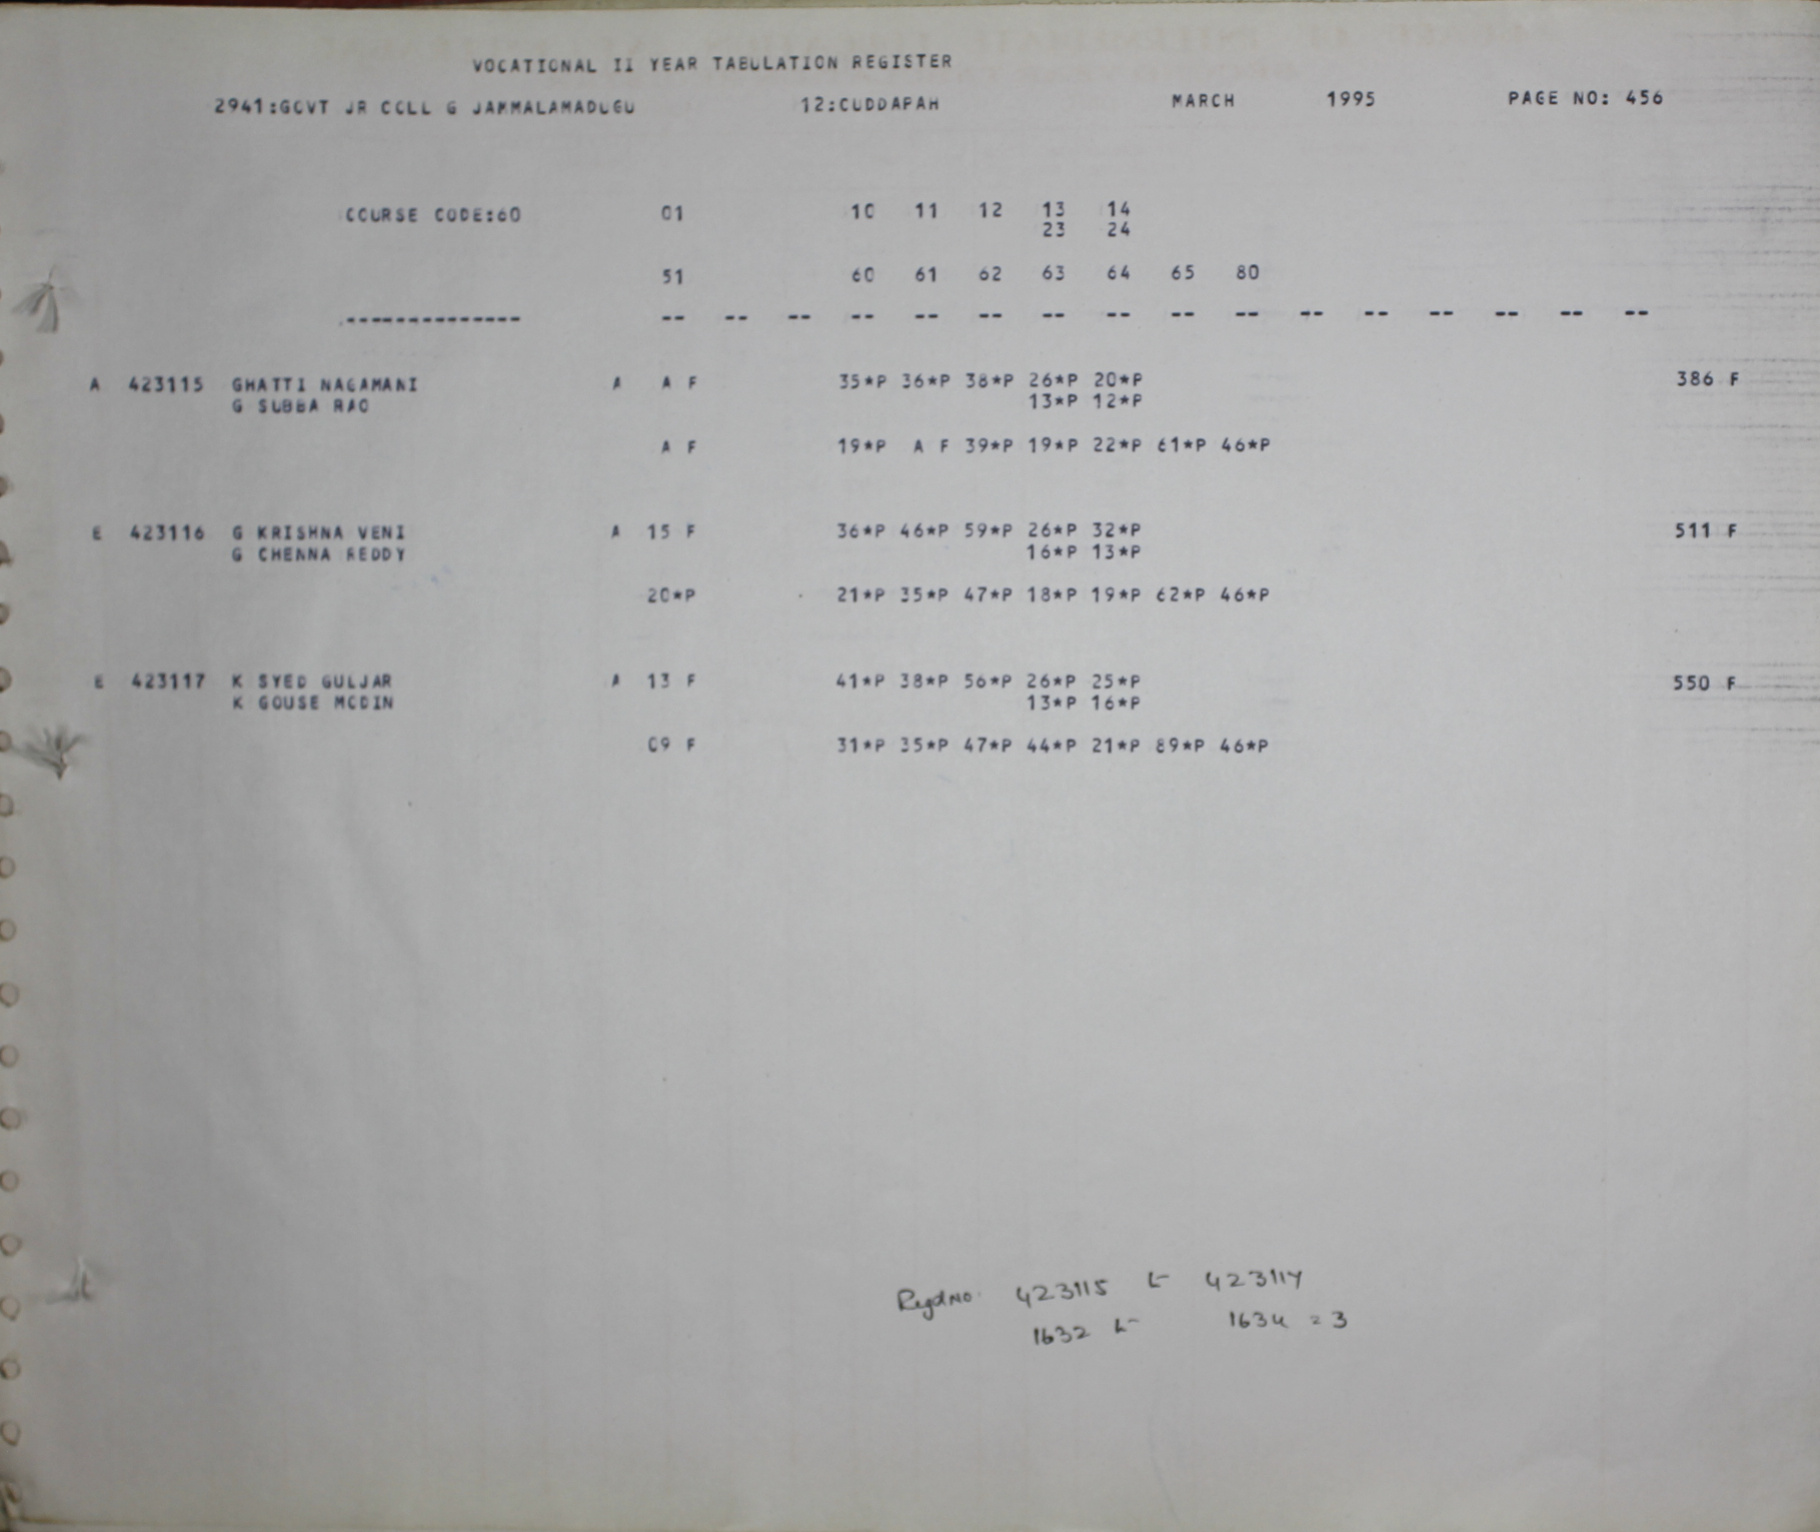 VOCATIONAL II YEAR TABULATION REGISTER
2941:GOVT JR COLL G JAMMALAMADUGU 12:CUDDAPAH MARCH 1995 PAGE NO: 456
COURSE CODE:60 01 10 11 12 13 14
23 24
51 60 61 62 63 64 65 80
-------------- -- -- -- -- -- -- -- -- -- -- -- -- -- -- -- --
A 423115 GHATTI NAGAMANI A A F 35*P 36*P 38*P 26*P 20*P 386 F
G SUBBA RAO 13*P 12*P
A F 19*P A F 39*P 19*P 22*P 61*P 46*P
E 423116 G KRISHNA VENI A 15 F 36*P 46*P 59*P 26*P 32*P 511 F
G CHENNA REDDY 16*P 13*P
20*P 21*P 35*P 47*P 18*P 19*P 62*P 46*P
E 423117 K SYED GULJAR A 13 F 41*P 38*P 56*P 26*P 25*P 550 F
K GOUSE MODIN 13*P 16*P
09 F 31*P 35*P 47*P 44*P 21*P 89*P 46*P
Regd No. 423115 423117
1632 1634 = 3